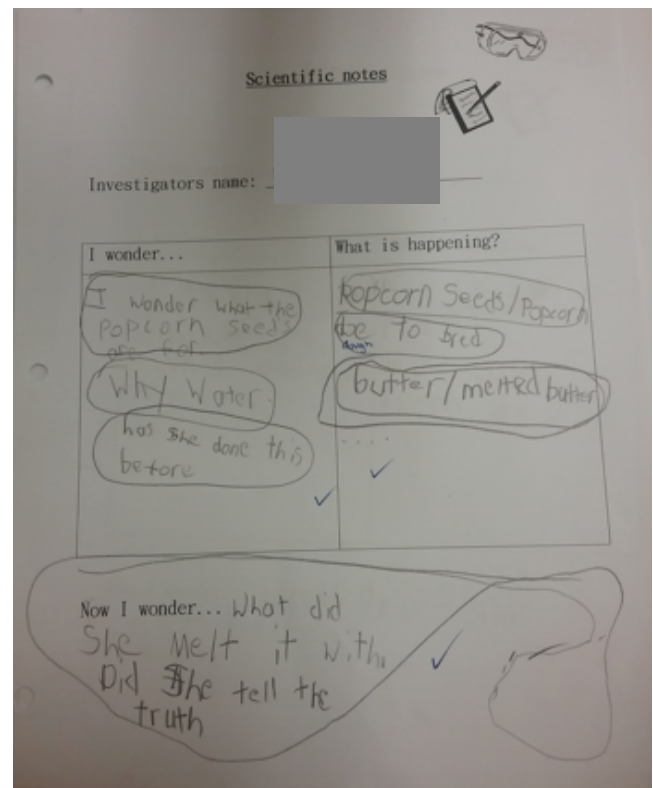 Scientific notes
Investigators name:
I wonder...
I wonder what the
popcorn seeds
are for.
Why Water.
has she done this
before
What is happening?
Popcorn Seeds/Popcorn
to bred
dough
butter/melted butter
....
Now I wonder... What did
She Melt it with.
Did She tell the
truth